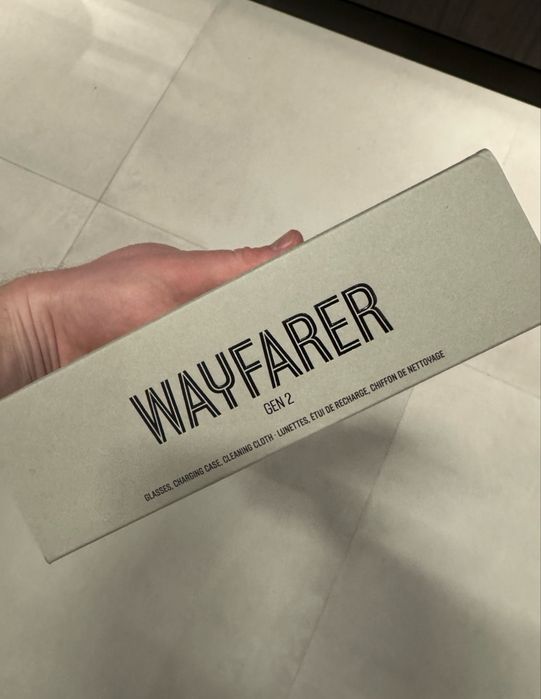 WAYFARER
GEN 2
GLASSES, CHARGING CASE, CLEANING CLOTH · LUNETTES, ÉTUI DE RECHARGE, CHIFFON DE NETTOYAGE